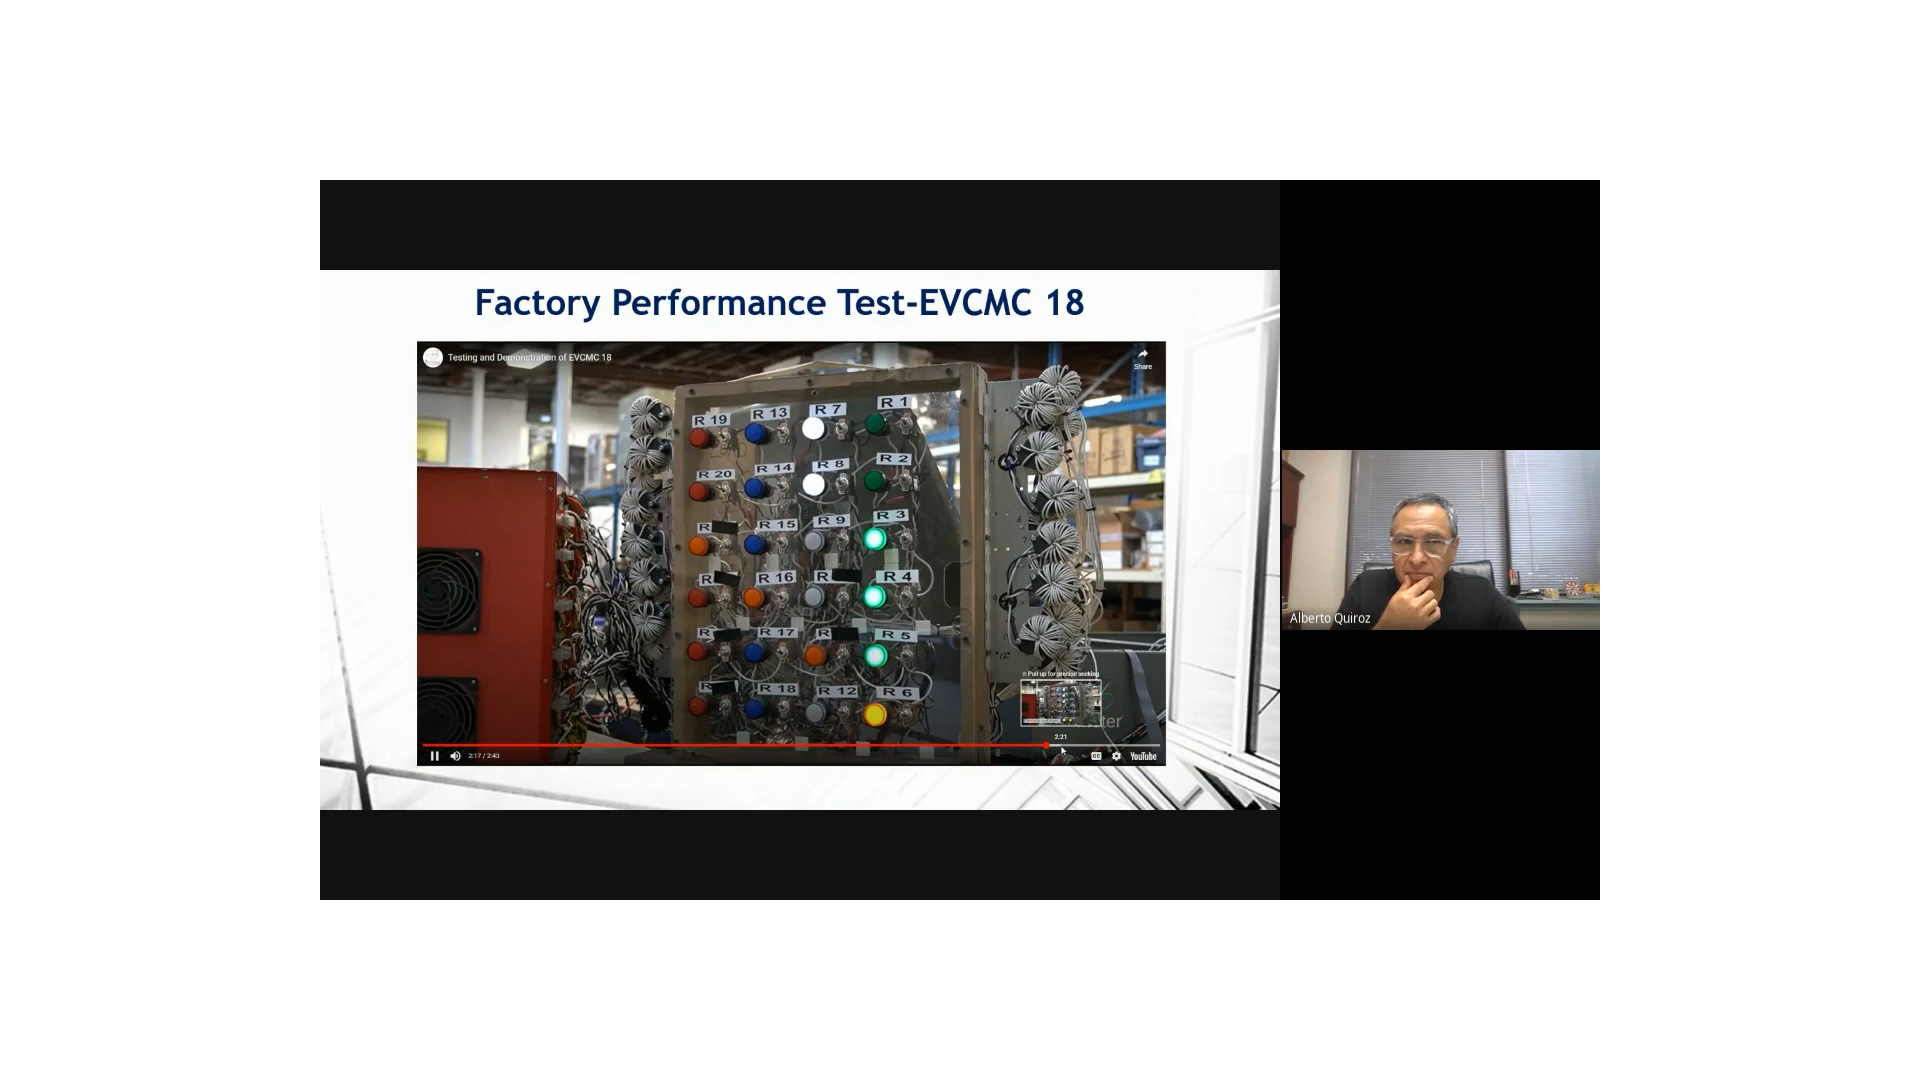 Factory Performance Test-EVCMC 18
Testing and Demonstration of EVCMC 18
Share
R 19 R 13 R 7 R 1
R 20 R 14 R 8 R 2
R R 15 R 9 R 3
R R 16 R R 4
R R 17 R R 5
R R 18 R 12 R 6
Pull up for precise seeking
2:21
2:17 / 2:43
CC
YouTube
Alberto Quiroz